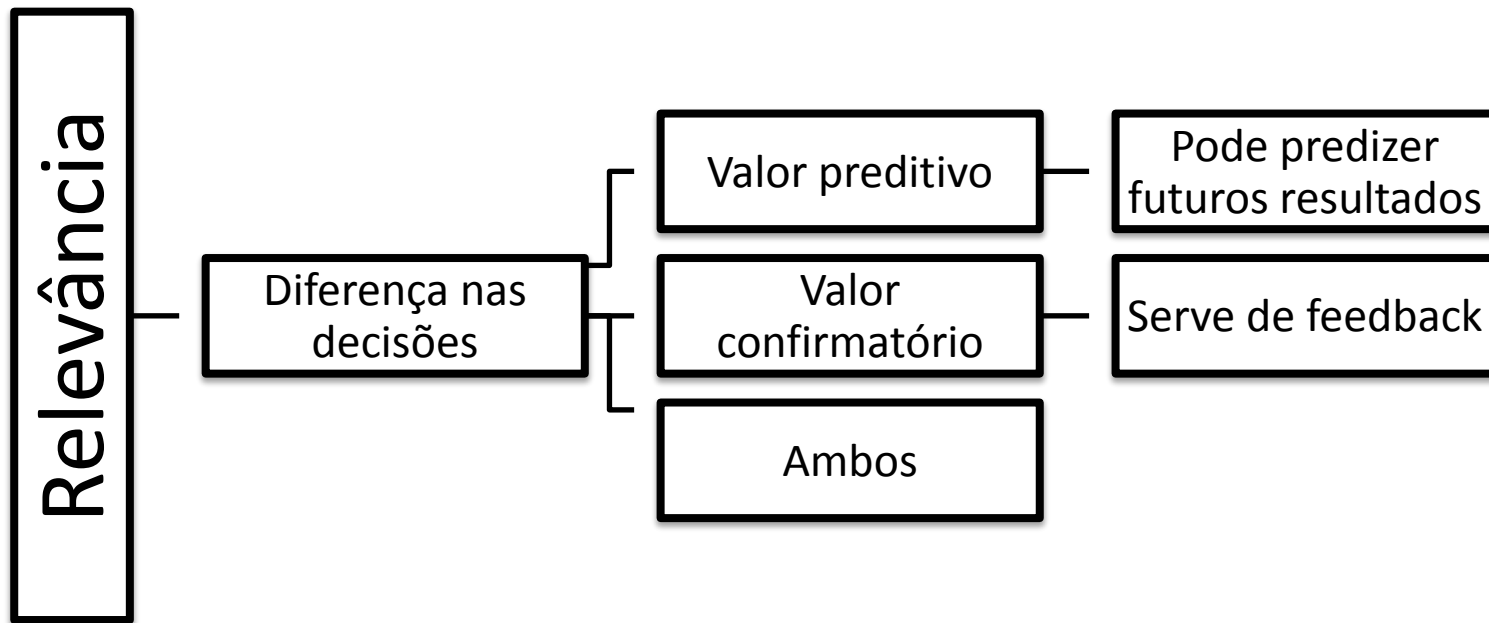 Relevância
Diferença nas
decisões
Valor preditivo
Pode predizer
futuros resultados
Valor
confirmatório
Serve de feedback
Ambos